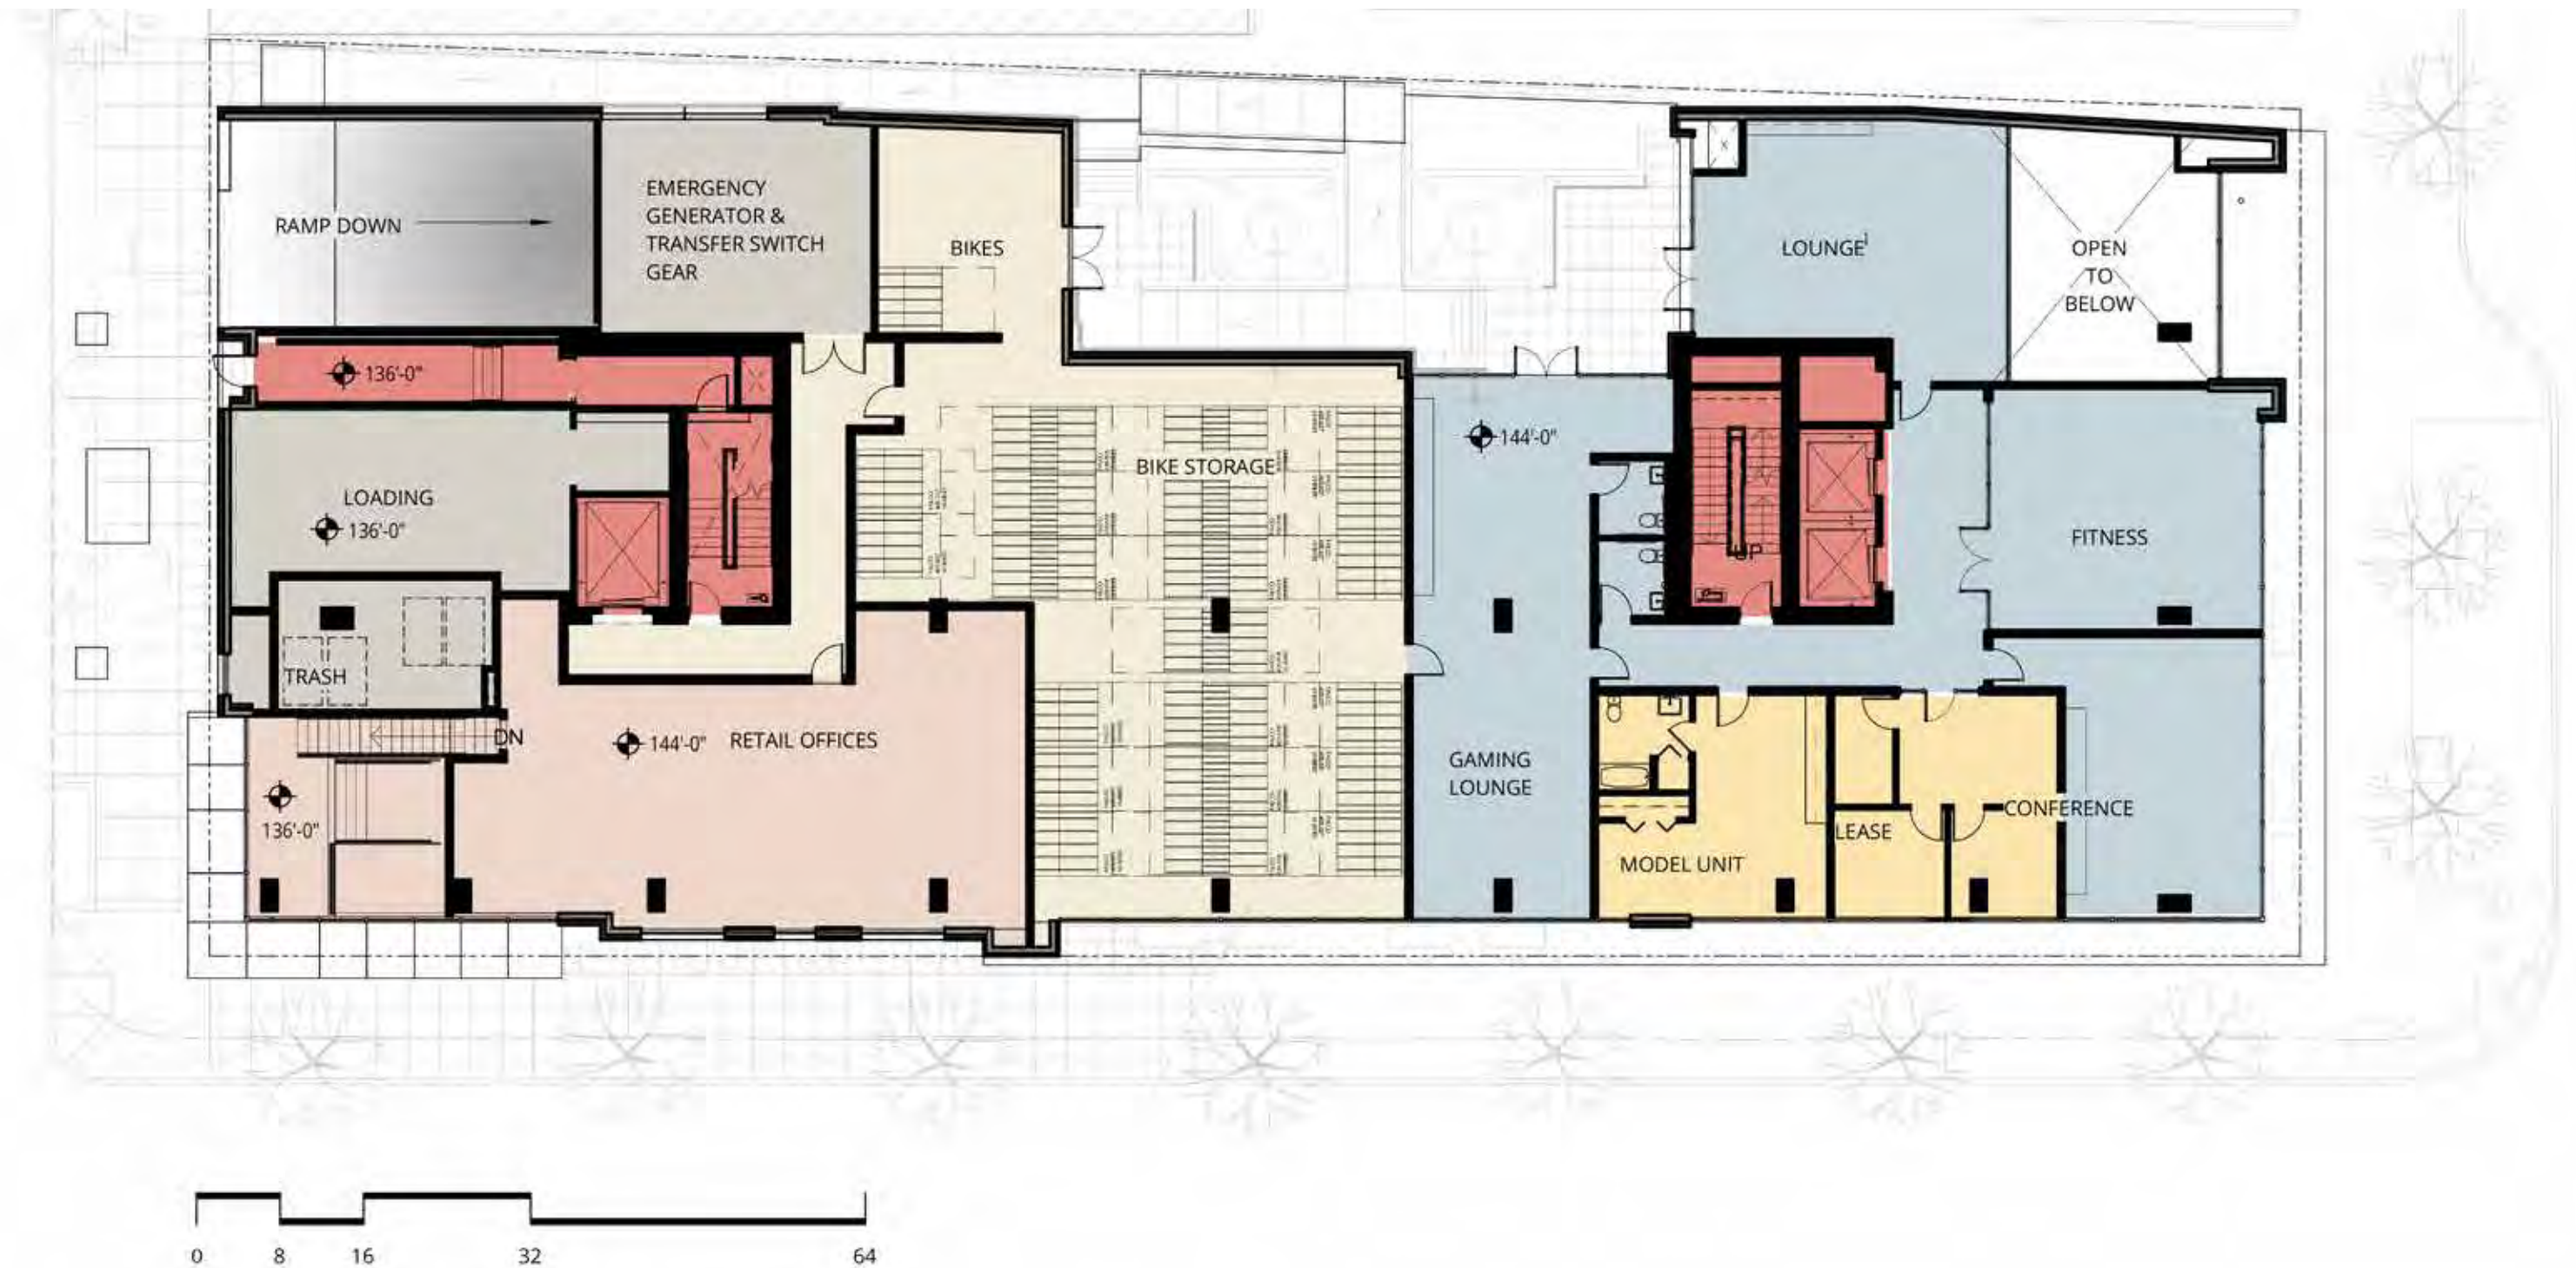 EMERGENCY
GENERATOR &
TRANSFER SWITCH
GEAR
RAMP DOWN
BIKES
LOUNGE
OPEN
TO
BELOW
136'-0"
144'-0"
BIKE STORAGE
LOADING
136'-0"
FITNESS
UP
TRASH
DN
144'-0"
RETAIL OFFICES
GAMING
LOUNGE
136'-0"
CONFERENCE
LEASE
MODEL UNIT
0 8 16 32 64